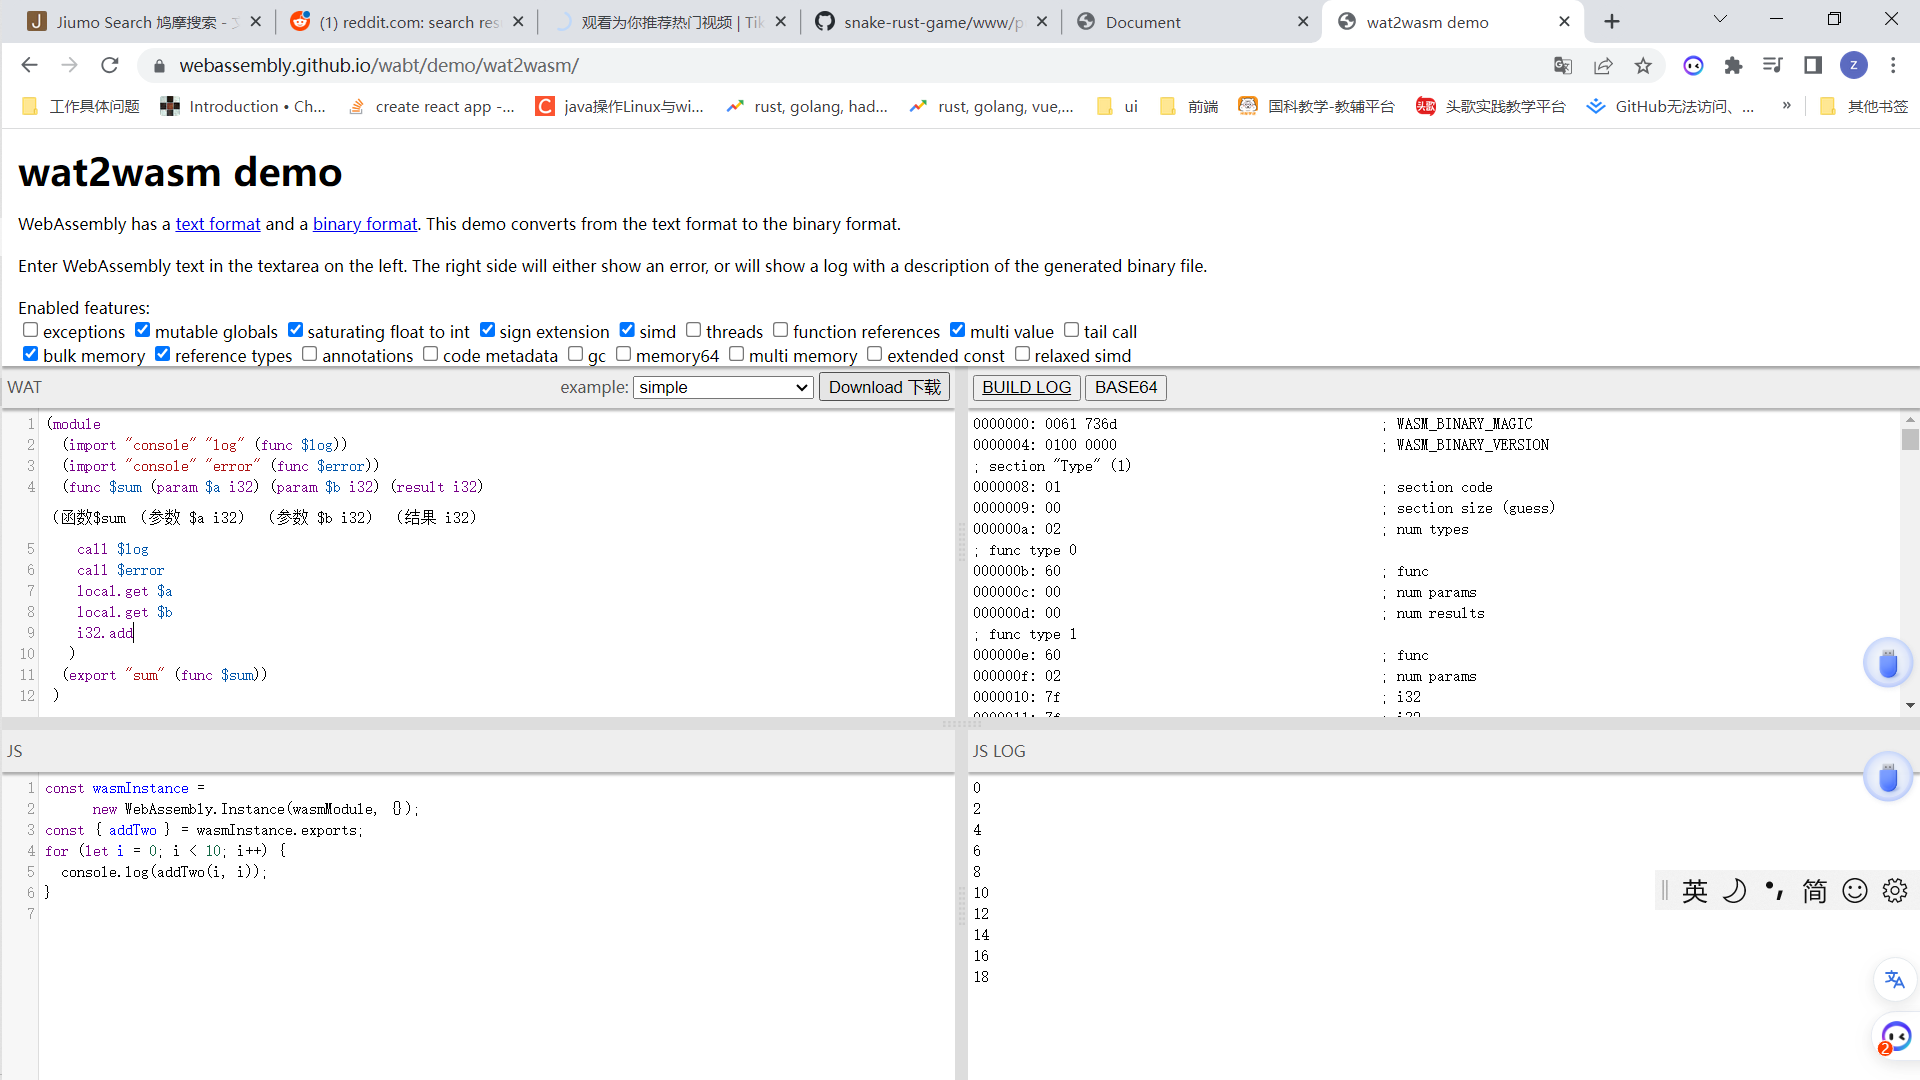 Jiumo Search 鸠摩搜索 - 文
(1) reddit.com: search res
观看为你推荐热门视频 | Tik
snake-rust-game/www/p
Document
wat2wasm demo
webassembly.github.io/wabt/demo/wat2wasm/
Z
工作具体问题
Introduction • Ch...
create react app -...
C java操作Linux与wi...
rust, golang, had...
rust, golang, vue,...
ui
前端
国科教学-教辅平台
头歌 头歌实践教学平台
GitHub无法访问、...
»
其他书签
wat2wasm demo
WebAssembly has a text format and a binary format. This demo converts from the text format to the binary format.
Enter WebAssembly text in the textarea on the left. The right side will either show an error, or will show a log with a description of the generated binary file.
Enabled features:
exceptions mutable globals saturating float to int sign extension simd threads function references multi value tail call
bulk memory reference types annotations code metadata gc memory64 multi memory extended const relaxed simd
WAT
example: simple
Download 下载
1 (module
2 (import "console" "log" (func $log))
3 (import "console" "error" (func $error))
4 (func $sum (param $a i32) (param $b i32) (result i32)
（函数$sum （参数 $a i32） （参数 $b i32） （结果 i32）
5 call $log
6 call $error
7 local.get $a
8 local.get $b
9 i32.add
10 )
11 (export "sum" (func $sum))
12 )
BUILD LOG
BASE64
0000000: 0061 736d ; WASM_BINARY_MAGIC
0000004: 0100 0000 ; WASM_BINARY_VERSION
; section "Type" (1)
0000008: 01 ; section code
0000009: 00 ; section size (guess)
000000a: 02 ; num types
; func type 0
000000b: 60 ; func
000000c: 00 ; num params
000000d: 00 ; num results
; func type 1
000000e: 60 ; func
000000f: 02 ; num params
0000010: 7f ; i32
0000011: 7f ; i32
JS
1 const wasmInstance =
2 new WebAssembly.Instance(wasmModule, {});
3 const { addTwo } = wasmInstance.exports;
4 for (let i = 0; i < 10; i++) {
5 console.log(addTwo(i, i));
6 }
7
JS LOG
0
2
4
6
8
10
12
14
16
18
英 简
2